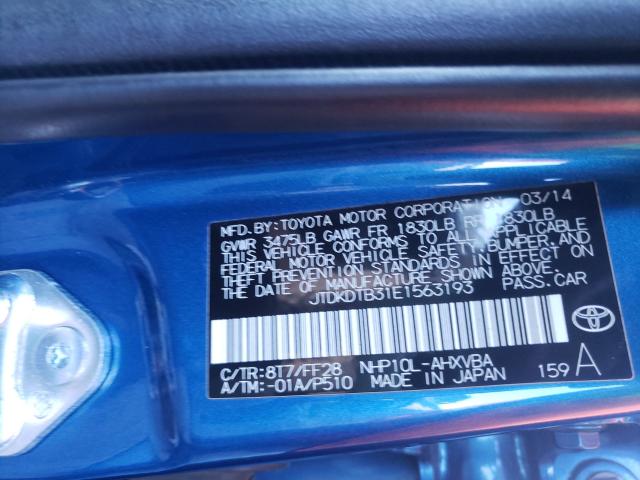 MFD. BY: TOYOTA MOTOR CORPORATION 03/14
GVWR 3475LB GAWR FR 1830LB RR 1830LB
THIS VEHICLE CONFORMS TO ALL APPLICABLE
FEDERAL MOTOR VEHICLE SAFETY, BUMPER, AND
THEFT PREVENTION STANDARDS IN EFFECT ON
THE DATE OF MANUFACTURE SHOWN ABOVE.
JTDKDTB31E1563193 PASS. CAR
C/TR: 8T7/FF28 NHP10L-AHXVBA
A/TM: -01A/P510 MADE IN JAPAN 159 A
TOYOTA